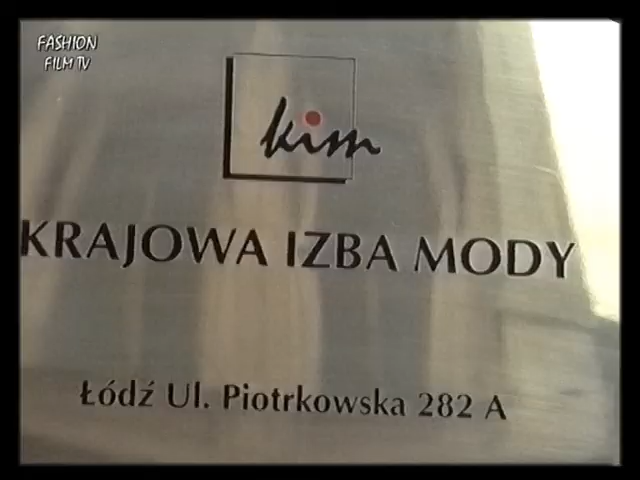 FASHION
FILM TV
kim
KRAJOWA IZBA MODY
Łódź Ul. Piotrkowska 282 A